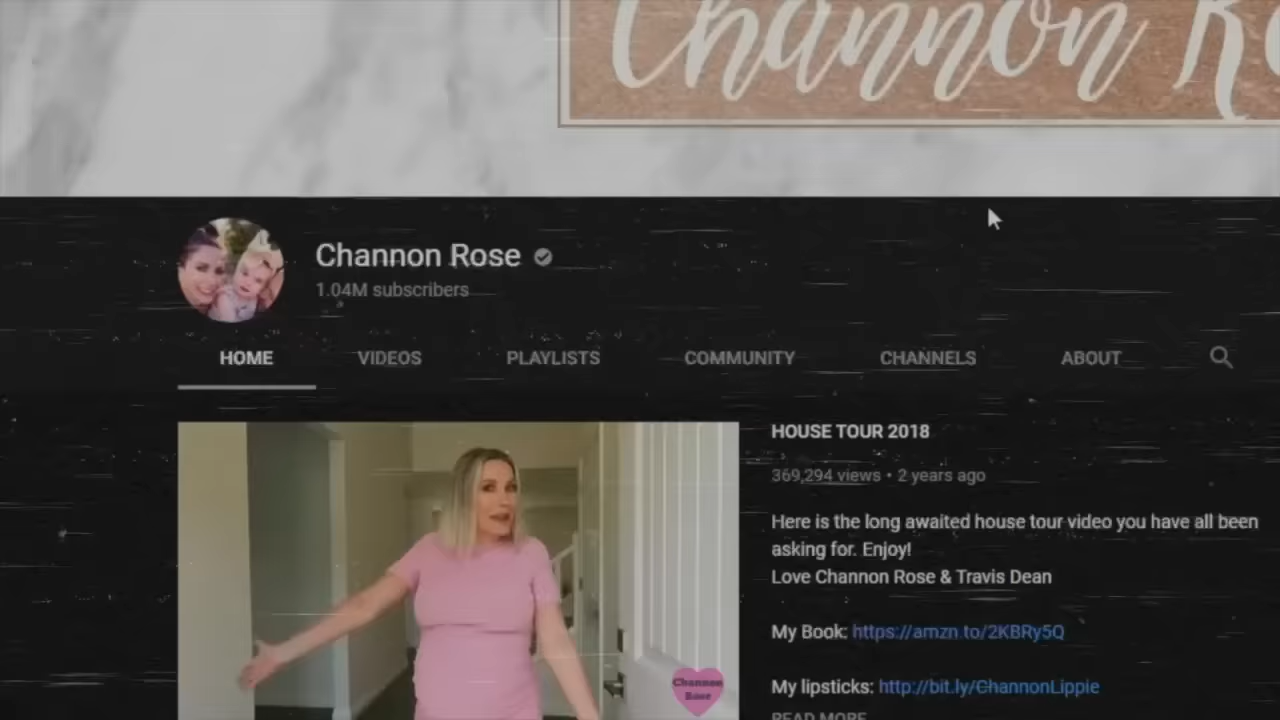 Channon
Channon Rose
1.04M subscribers
HOME VIDEOS PLAYLISTS COMMUNITY CHANNELS ABOUT
HOUSE TOUR 2018
369,294 views • 2 years ago
Here is the long awaited house tour video you have all been
asking for. Enjoy!
Love Channon Rose & Travis Dean
My Book: https://amzn.to/2KBRy5Q
My lipsticks: http://bit.ly/ChannonLippie
READ MORE
Channon
Rose